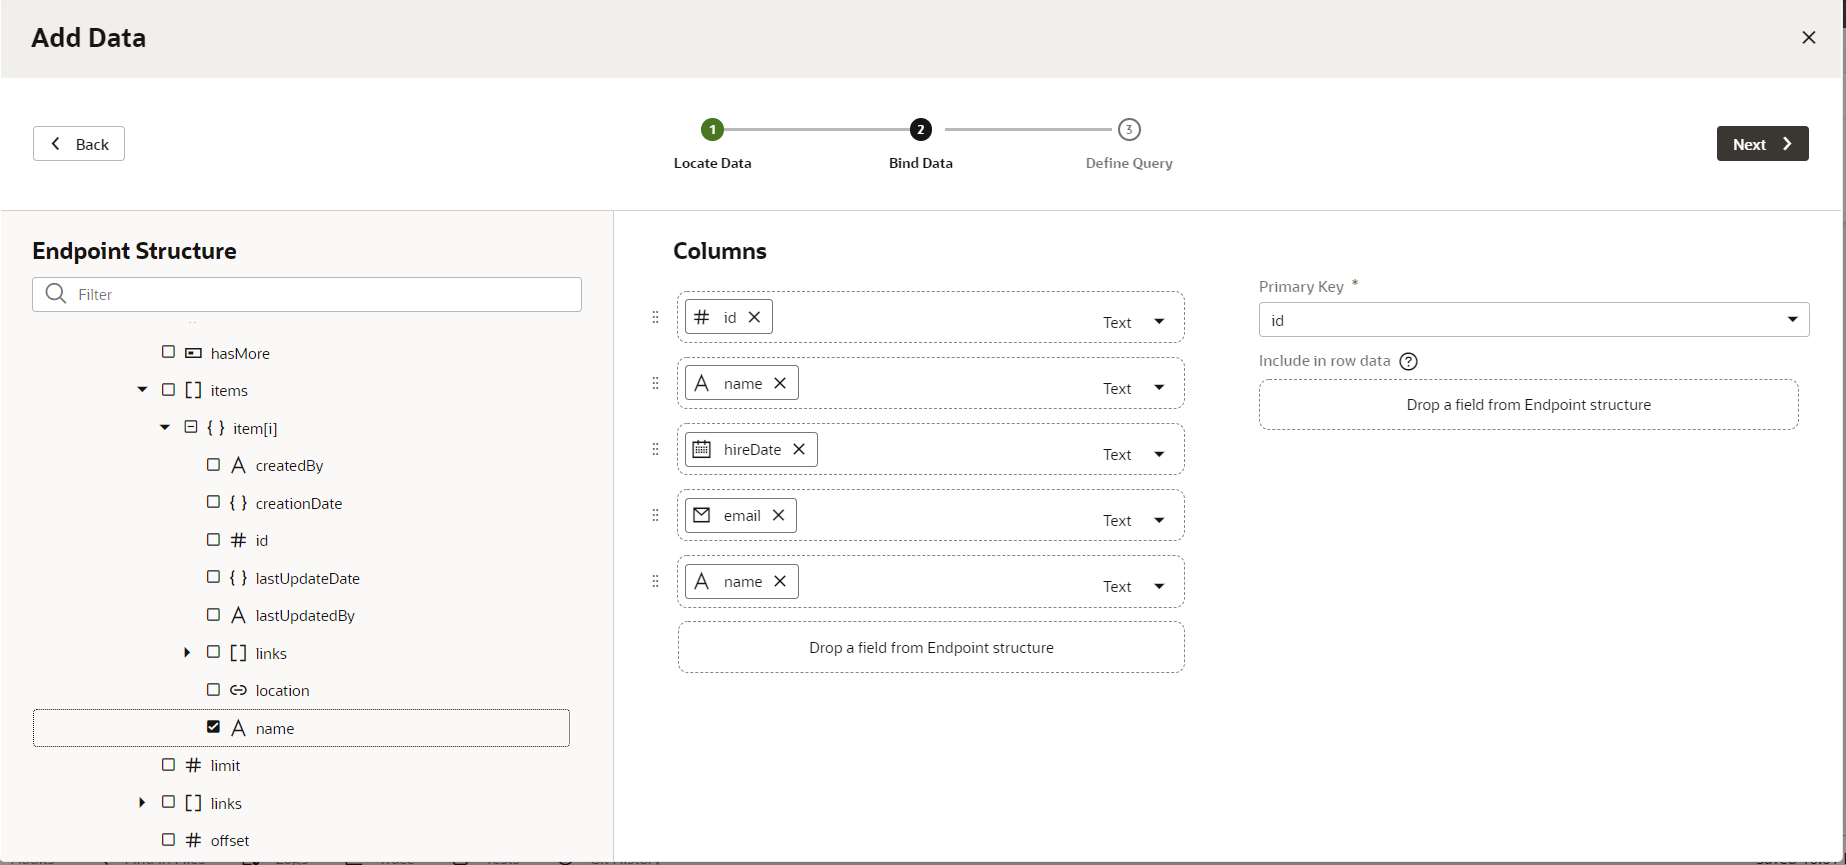 Add Data
Back
1
2
3
Locate Data
Bind Data
Define Query
Next
Endpoint Structure
Filter
hasMore
items
item[i]
createdBy
creationDate
id
lastUpdateDate
lastUpdatedBy
links
location
name
limit
links
offset
Columns
id Text
name Text
hireDate Text
email Text
name Text
Drop a field from Endpoint structure
Primary Key *
id
Include in row data ?
Drop a field from Endpoint structure